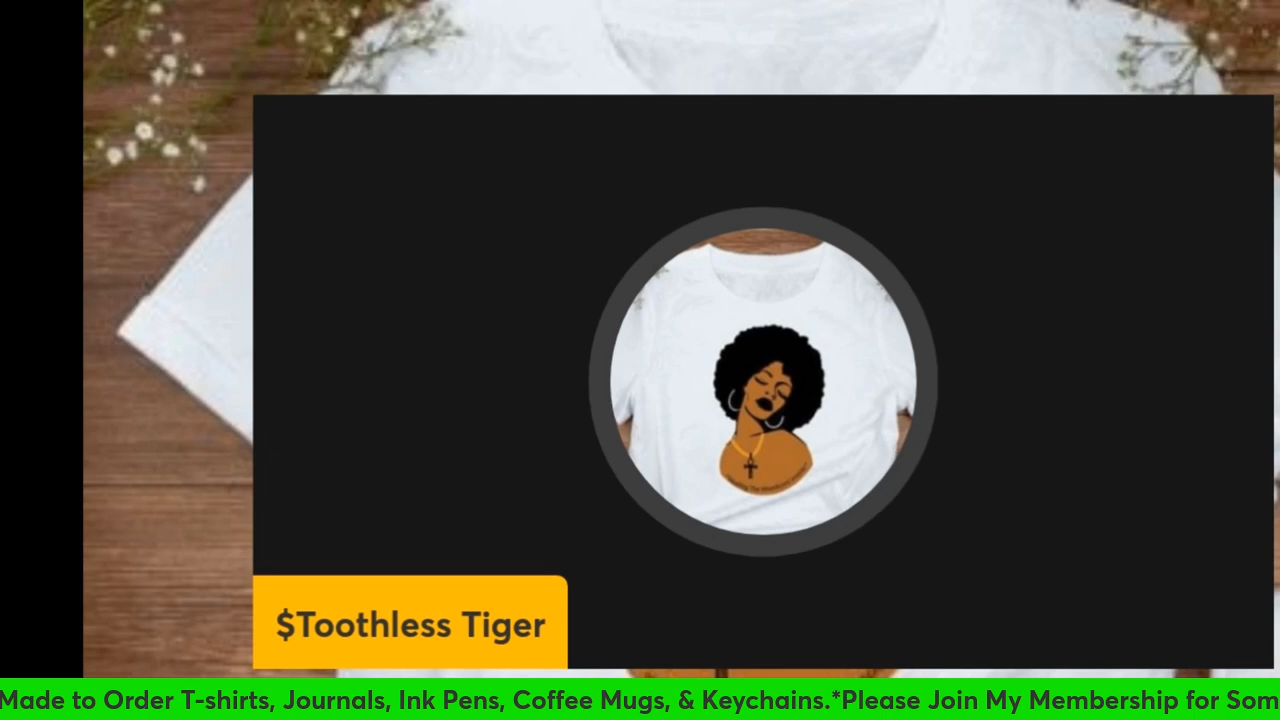 $Toothless Tiger
Made to Order T-shirts, Journals, Ink Pens, Coffee Mugs, & Keychains.*Please Join My Membership for Som